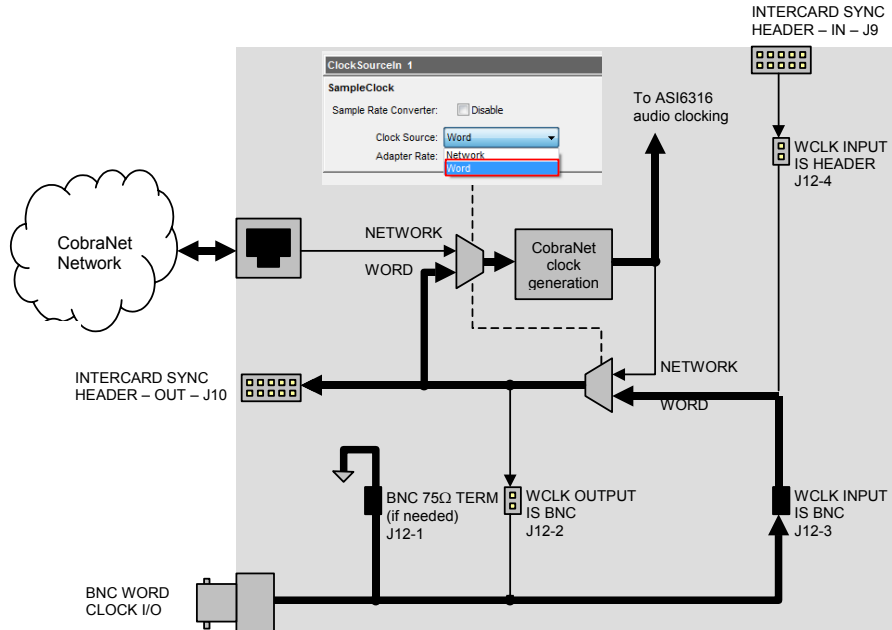 INTERCARD SYNC
HEADER – IN – J9
ClockSourceIn 1
SampleClock
Sample Rate Converter: Disable
Clock Source: Word
Adapter Rate: Network
Word
To ASI6316
audio clocking
WCLK INPUT
IS HEADER
J12-4
CobraNet
Network
NETWORK
WORD
CobraNet
clock
generation
INTERCARD SYNC
HEADER – OUT – J10
NETWORK
WORD
BNC 75Ω TERM
(if needed)
J12-1
WCLK OUTPUT
IS BNC
J12-2
WCLK INPUT
IS BNC
J12-3
BNC WORD
CLOCK I/O